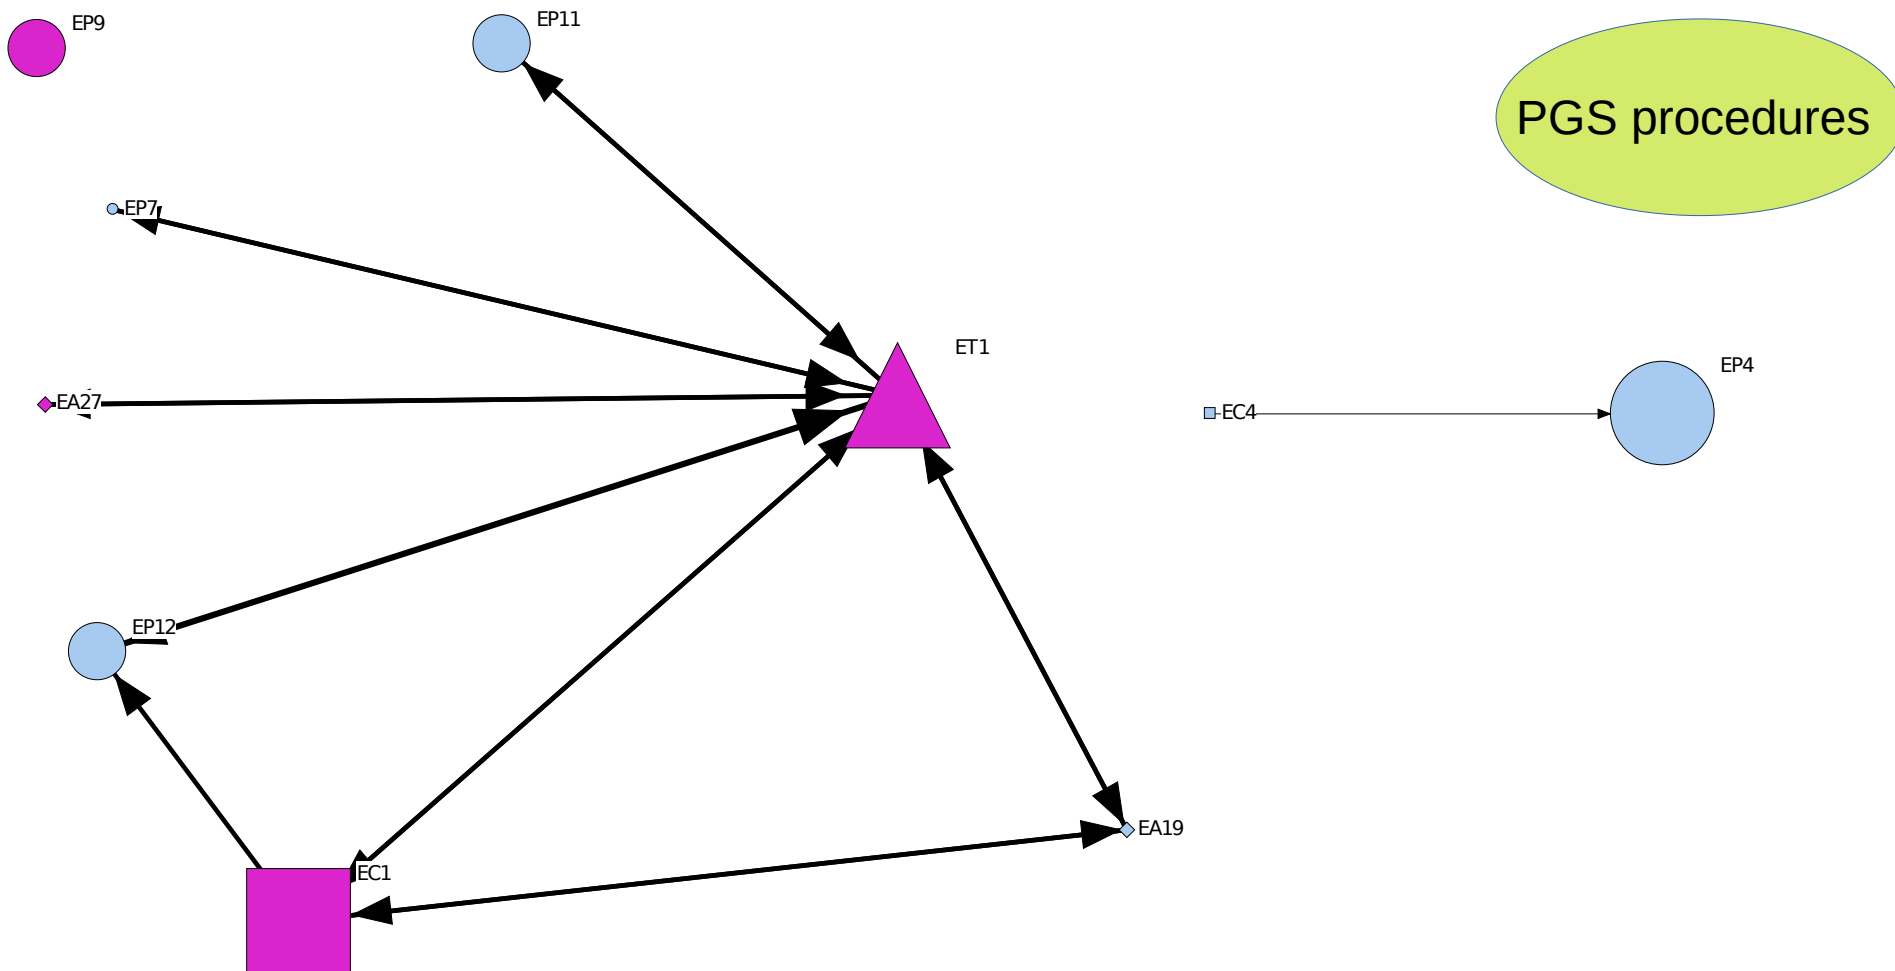 EP9
EP11
PGS procedures
EP7
ET1
EP4
EA27
EC4
EP12
EA19
EC1